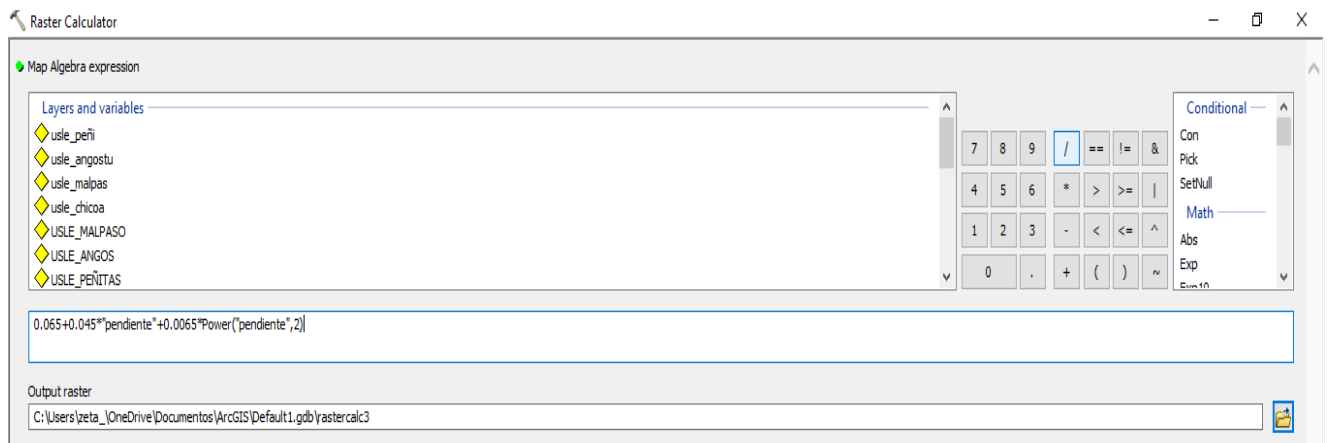 Raster Calculator
Map Algebra expression
Layers and variables
usle_peñi
usle_angostu
usle_malpas
usle_chicoa
USLE_MALPASO
USLE_ANGOS
USLE_PEÑITAS
7 8 9 / == != &
4 5 6 * > >= |
1 2 3 - < <= ^
0 . + ( ) ~
Conditional
Con
Pick
SetNull
Math
Abs
Exp
Exp10
0.065+0.045*"pendiente"+0.0065*Power("pendiente",2)
Output raster
C:\Users\zeta_\OneDrive\Documentos\ArcGIS\Default1.gdb\rastercalc3